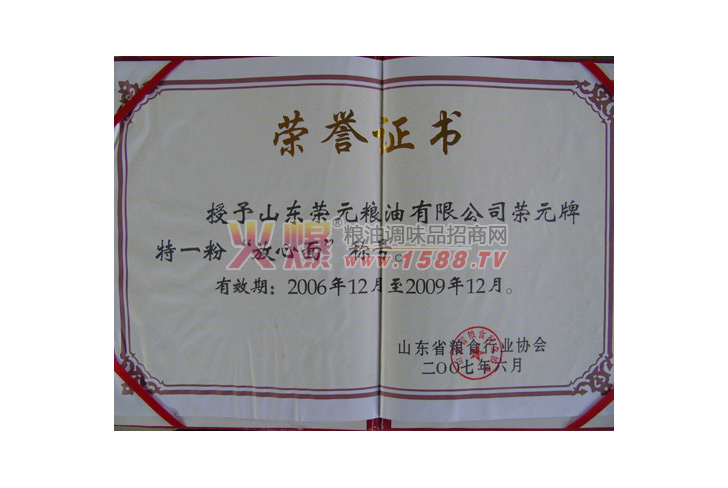 荣誉证书
授予山东荣元粮油有限公司荣元牌
特一粉“放心面”称号。
火爆®粮油调味品招商网
www.1588.TV
有效期：2006年12月至2009年12月。
山东省粮食行业协会
二〇〇七年六月